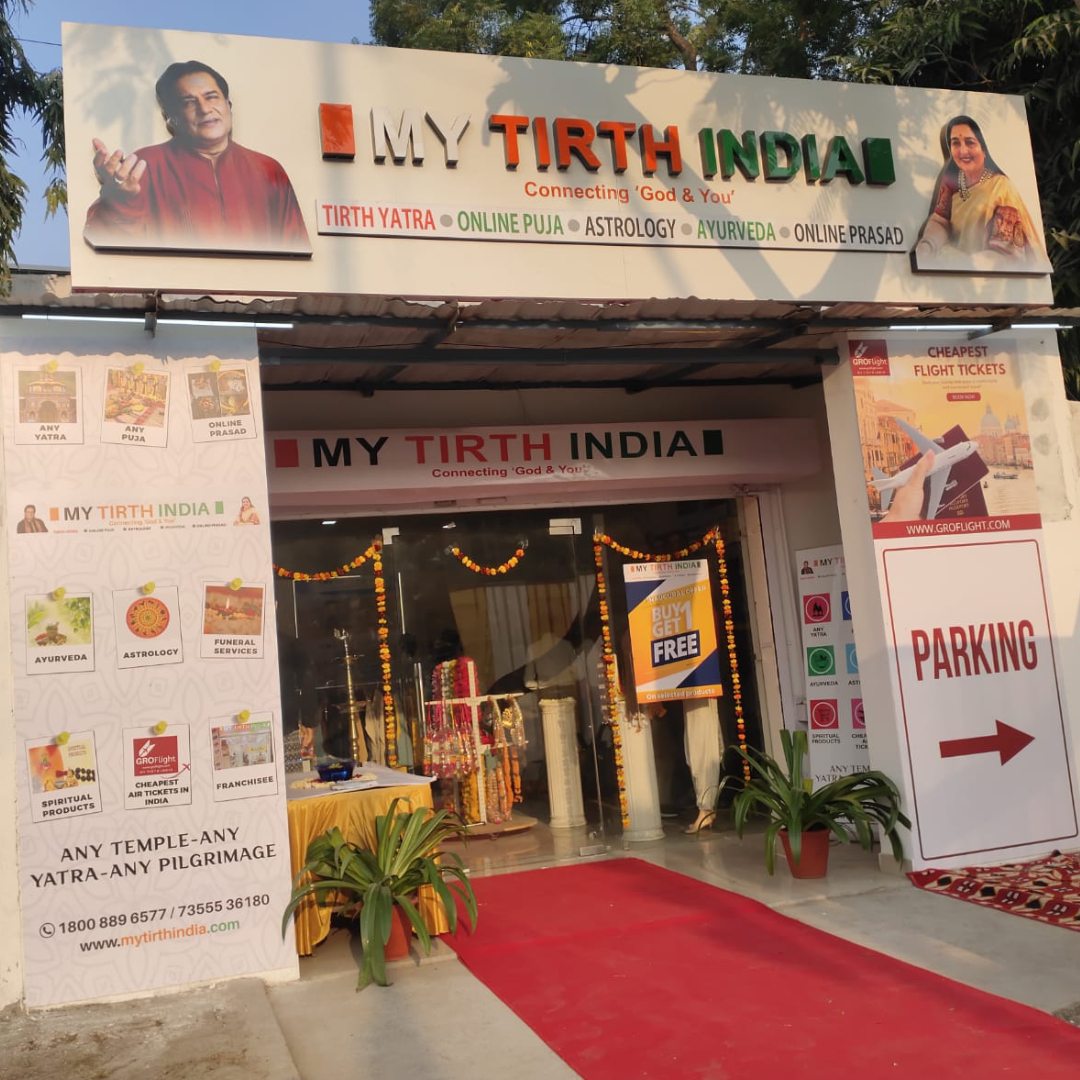 MY TIRTH INDIA
Connecting 'God & You'
TIRTH YATRA • ONLINE PUJA • ASTROLOGY • AYURVEDA • ONLINE PRASAD
MY TIRTH INDIA
Connecting 'God & You'
ANY YATRA
ANY PUJA
ONLINE PRASAD
MY TIRTH INDIA
Connecting 'God & You'
AYURVEDA
ASTROLOGY
FUNERAL SERVICES
SPIRITUAL PRODUCTS
GROFlight
CHEAPEST AIR TICKETS IN INDIA
FRANCHISEE
ANY TEMPLE-ANY
YATRA-ANY PILGRIMAGE
1800 889 6577 / 73555 36180
www.mytirthindia.com
MY TIRTH INDIA
BUY 1
GET
FREE
On selected products
MY T
ANY YATRA
AYURVEDA
AST
SPIRITUAL PRODUCTS
ANY TEM
GROFlight
CHEAPEST
FLIGHT TICKETS
BOOK NOW
WWW.GROFLIGHT.COM
PARKING